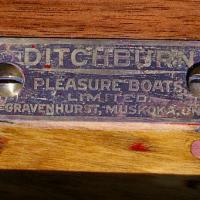 DITCHBURN
PLEASURE BOATS
LIMITED
GRAVENHURST, MUSKOKA,